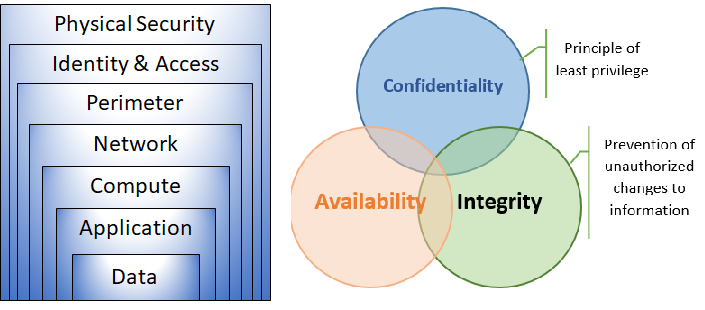 Physical Security
Identity & Access
Perimeter
Network
Compute
Application
Data
Confidentiality
Principle of
least privilege
Availability
Integrity
Prevention of
unauthorized
changes to
information